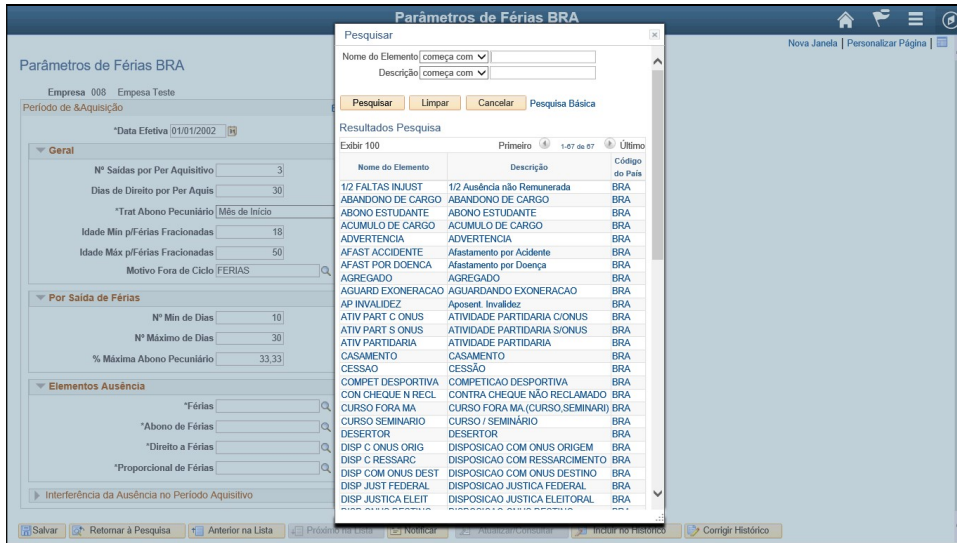 Parâmetros de Férias BRA
Nova Janela | Personalizar Página |
Parâmetros de Férias BRA
Empresa 008 Empesa Teste
Período de &Aquisição
*Data Efetiva 01/01/2002
Geral
Nº Saídas por Per Aquisitivo 3
Dias de Direito por Per Aquis 30
*Trat Abono Pecuniário Mês de Início
Idade Mín p/Férias Fracionadas 18
Idade Máx p/Férias Fracionadas 50
Motivo Fora de Ciclo FERIAS
Por Saída de Férias
Nº Mín de Dias 10
Nº Máximo de Dias 30
% Máxima Abono Pecuniário 33,33
Elementos Ausência
*Férias
*Abono de Férias
*Direito a Férias
*Proporcional de Férias
Interferência da Ausência no Período Aquisitivo
Salvar Retornar à Pesquisa Anterior na Lista Próximo na Lista Notificar Atualizar/Consultar Incluir no Histórico Corrigir Histórico
Pesquisar
Nome do Elemento começa com
Descrição começa com
Pesquisar Limpar Cancelar Pesquisa Básica
Resultados Pesquisa
Exibir 100 Primeiro 1-67 de 67 Último
Nome do Elemento Descrição Código do País
1/2 FALTAS INJUST 1/2 Ausência não Remunerada BRA
ABANDONO DE CARGO ABANDONO DE CARGO BRA
ABONO ESTUDANTE ABONO ESTUDANTE BRA
ACUMULO DE CARGO ACUMULO DE CARGO BRA
ADVERTENCIA ADVERTENCIA BRA
AFAST ACCIDENTE Afastamento por Acidente BRA
AFAST POR DOENCA Afastamento por Doença BRA
AGREGADO AGREGADO BRA
AGUARD EXONERACAO AGUARDANDO EXONERACAO BRA
AP INVALIDEZ Aposent. Invalidez BRA
ATIV PART C ONUS ATIVIDADE PARTIDARIA C/ONUS BRA
ATIV PART S ONUS ATIVIDADE PARTIDARIA S/ONUS BRA
ATIV PARTIDARIA ATIVIDADE PARTIDARIA BRA
CASAMENTO CASAMENTO BRA
CESSAO CESSÃO BRA
COMPET DESPORTIVA COMPETICAO DESPORTIVA BRA
CON CHEQUE N RECL CONTRA CHEQUE NÃO RECLAMADO BRA
CURSO FORA MA CURSO FORA MA.(CURSO,SEMINARI) BRA
CURSO SEMINARIO CURSO / SEMINÁRIO BRA
DESERTOR DESERTOR BRA
DISP C ONUS ORIG DISPOSICAO COM ONUS ORIGEM BRA
DISP C RESSARC DISPOSICAO COM RESSARCIMENTO BRA
DISP COM ONUS DEST DISPOSICAO COM ONUS DESTINO BRA
DISP JUST FEDERAL DISPOSICAO JUSTICA FEDERAL BRA
DISP JUSTICA ELEIT DISPOSICAO JUSTICA ELEITORAL BRA